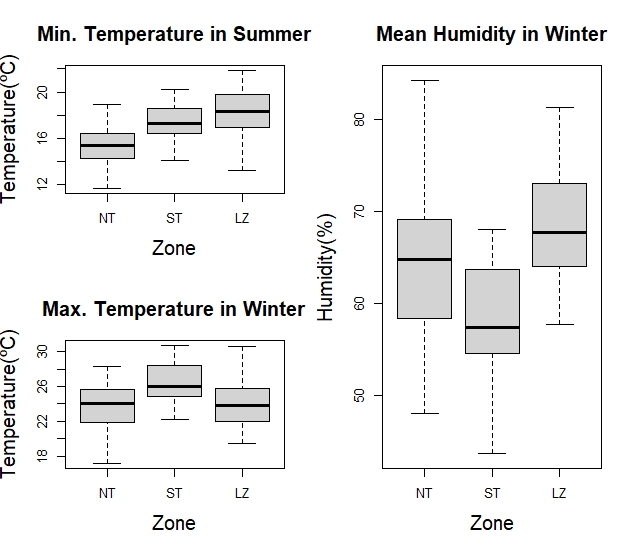 Min. Temperature in Summer
Temperature(ºC)
20
16
12
NT ST LZ
Zone
Max. Temperature in Winter
Temperature(ºC)
30
26
22
18
NT ST LZ
Zone
Mean Humidity in Winter
Humidity(%)
80
70
60
50
NT ST LZ
Zone